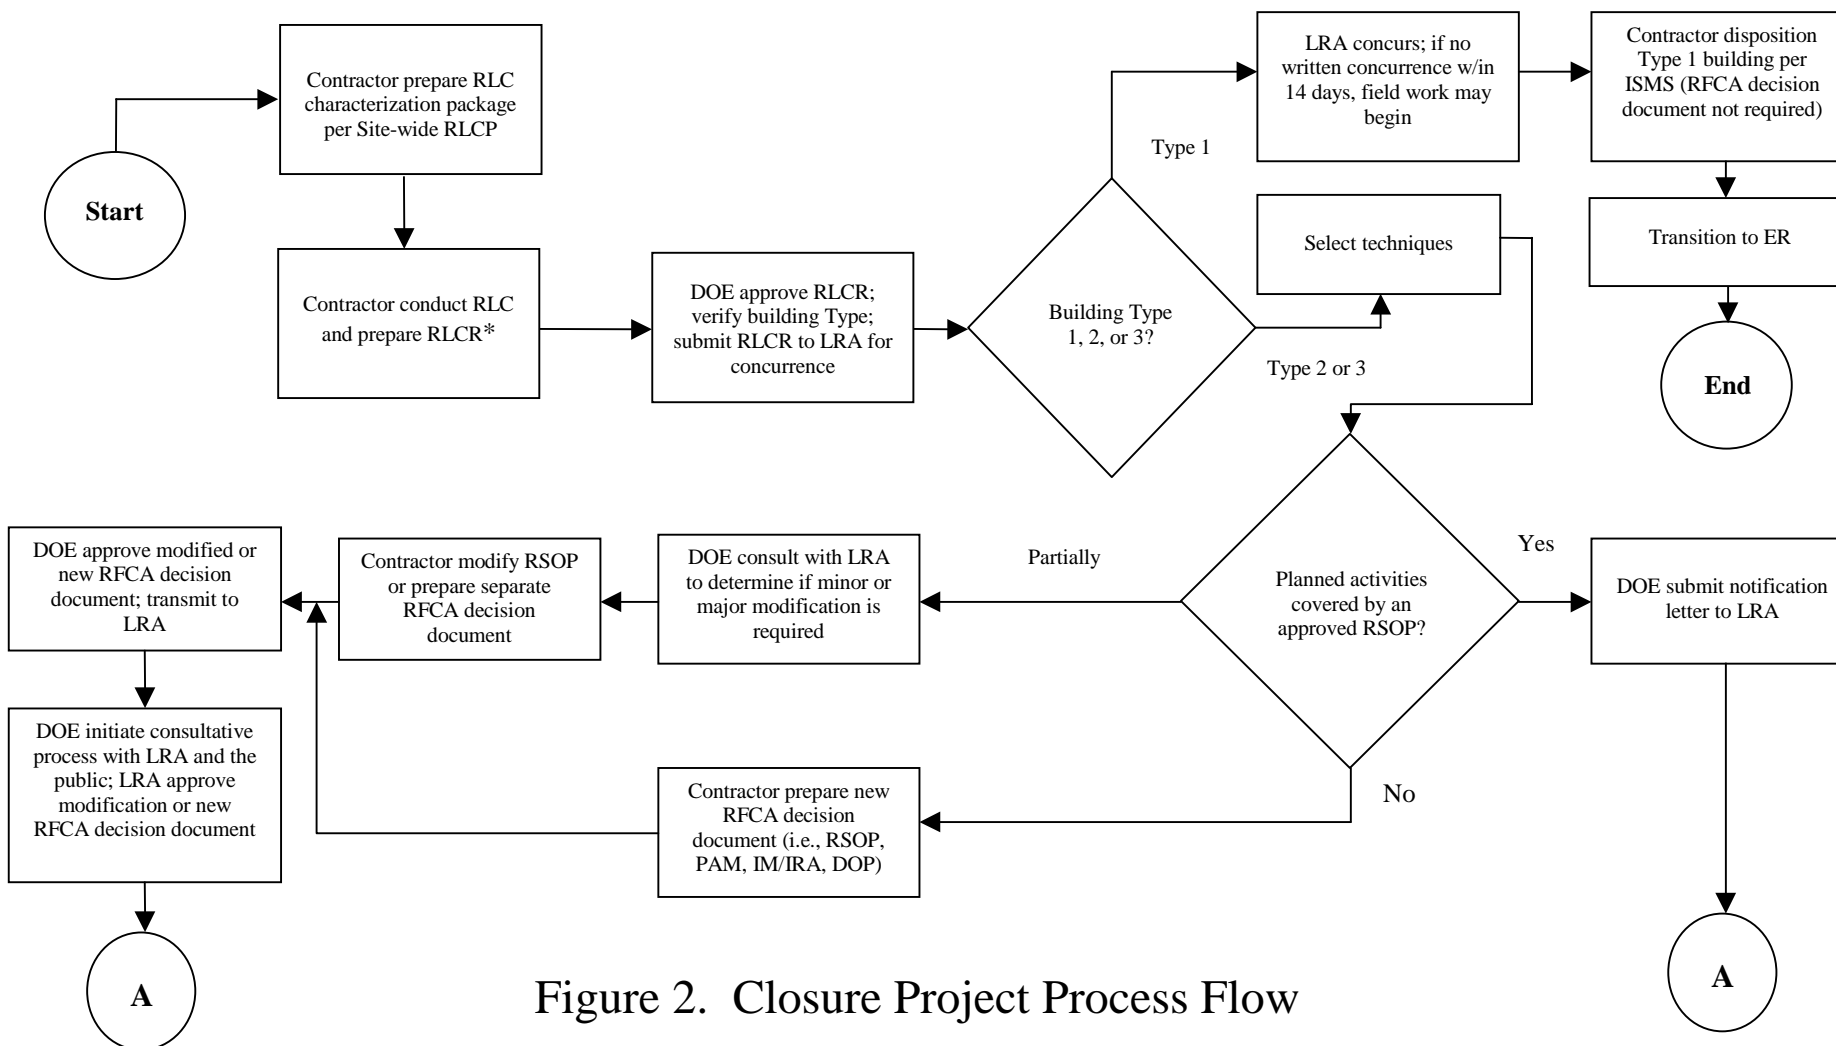 Start
Contractor prepare RLC
characterization package
per Site-wide RLCP
Contractor conduct RLC
and prepare RLCR*
DOE approve RLCR;
verify building Type;
submit RLCR to LRA for
concurrence
Building Type
1, 2, or 3?
Type 1
LRA concurs; if no
written concurrence w/in
14 days, field work may
begin
Contractor disposition
Type 1 building per
ISMS (RFCA decision
document not required)
Transition to ER
End
Type 2 or 3
Select techniques
Planned activities
covered by an
approved RSOP?
Yes
DOE submit notification
letter to LRA
A
Partially
DOE consult with LRA
to determine if minor or
major modification is
required
Contractor modify RSOP
or prepare separate
RFCA decision
document
No
Contractor prepare new
RFCA decision
document (i.e., RSOP,
PAM, IM/IRA, DOP)
DOE approve modified or
new RFCA decision
document; transmit to
LRA
DOE initiate consultative
process with LRA and the
public; LRA approve
modification or new
RFCA decision document
A
Figure 2. Closure Project Process Flow